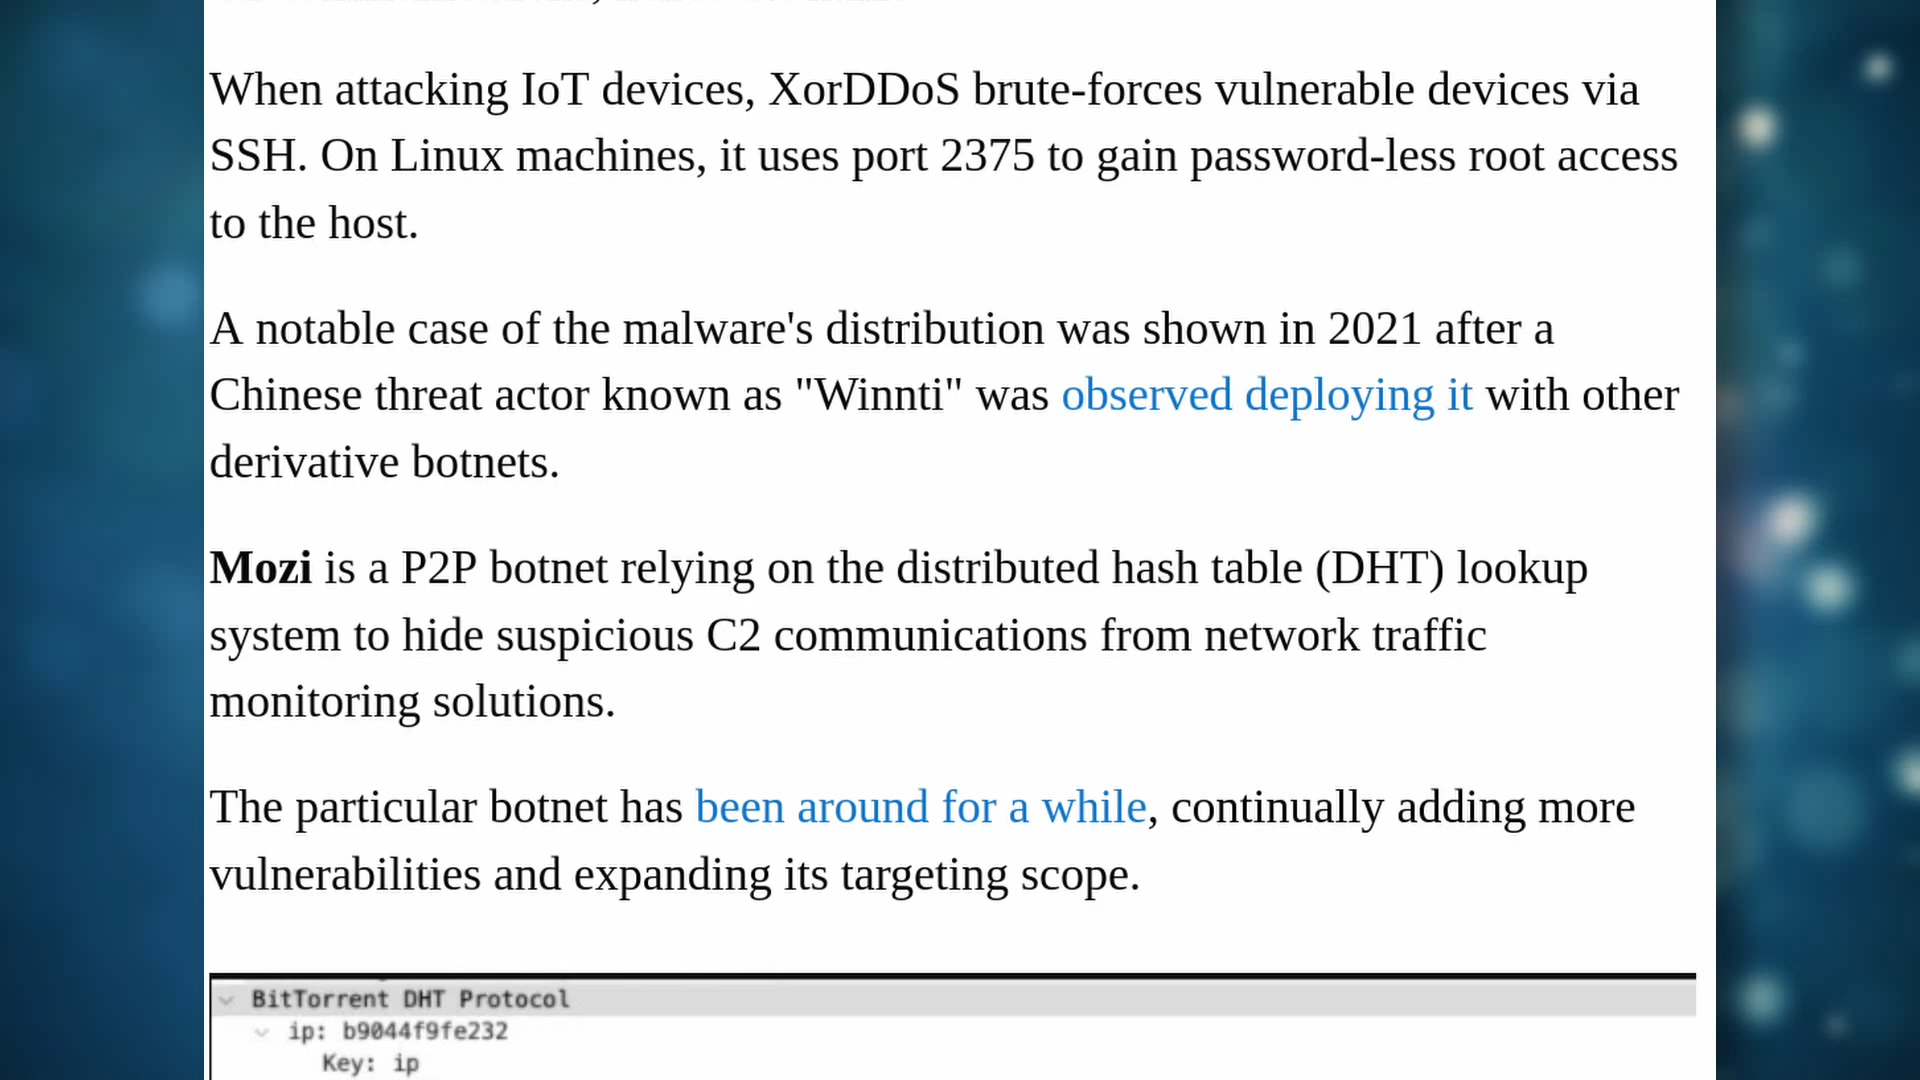 When attacking IoT devices, XorDDoS brute-forces vulnerable devices via
SSH. On Linux machines, it uses port 2375 to gain password-less root access
to the host.
A notable case of the malware's distribution was shown in 2021 after a
Chinese threat actor known as "Winnti" was observed deploying it with other
derivative botnets.
Mozi is a P2P botnet relying on the distributed hash table (DHT) lookup
system to hide suspicious C2 communications from network traffic
monitoring solutions.
The particular botnet has been around for a while, continually adding more
vulnerabilities and expanding its targeting scope.
BitTorrent DHT Protocol
ip: b9044f9fe232
Key: ip